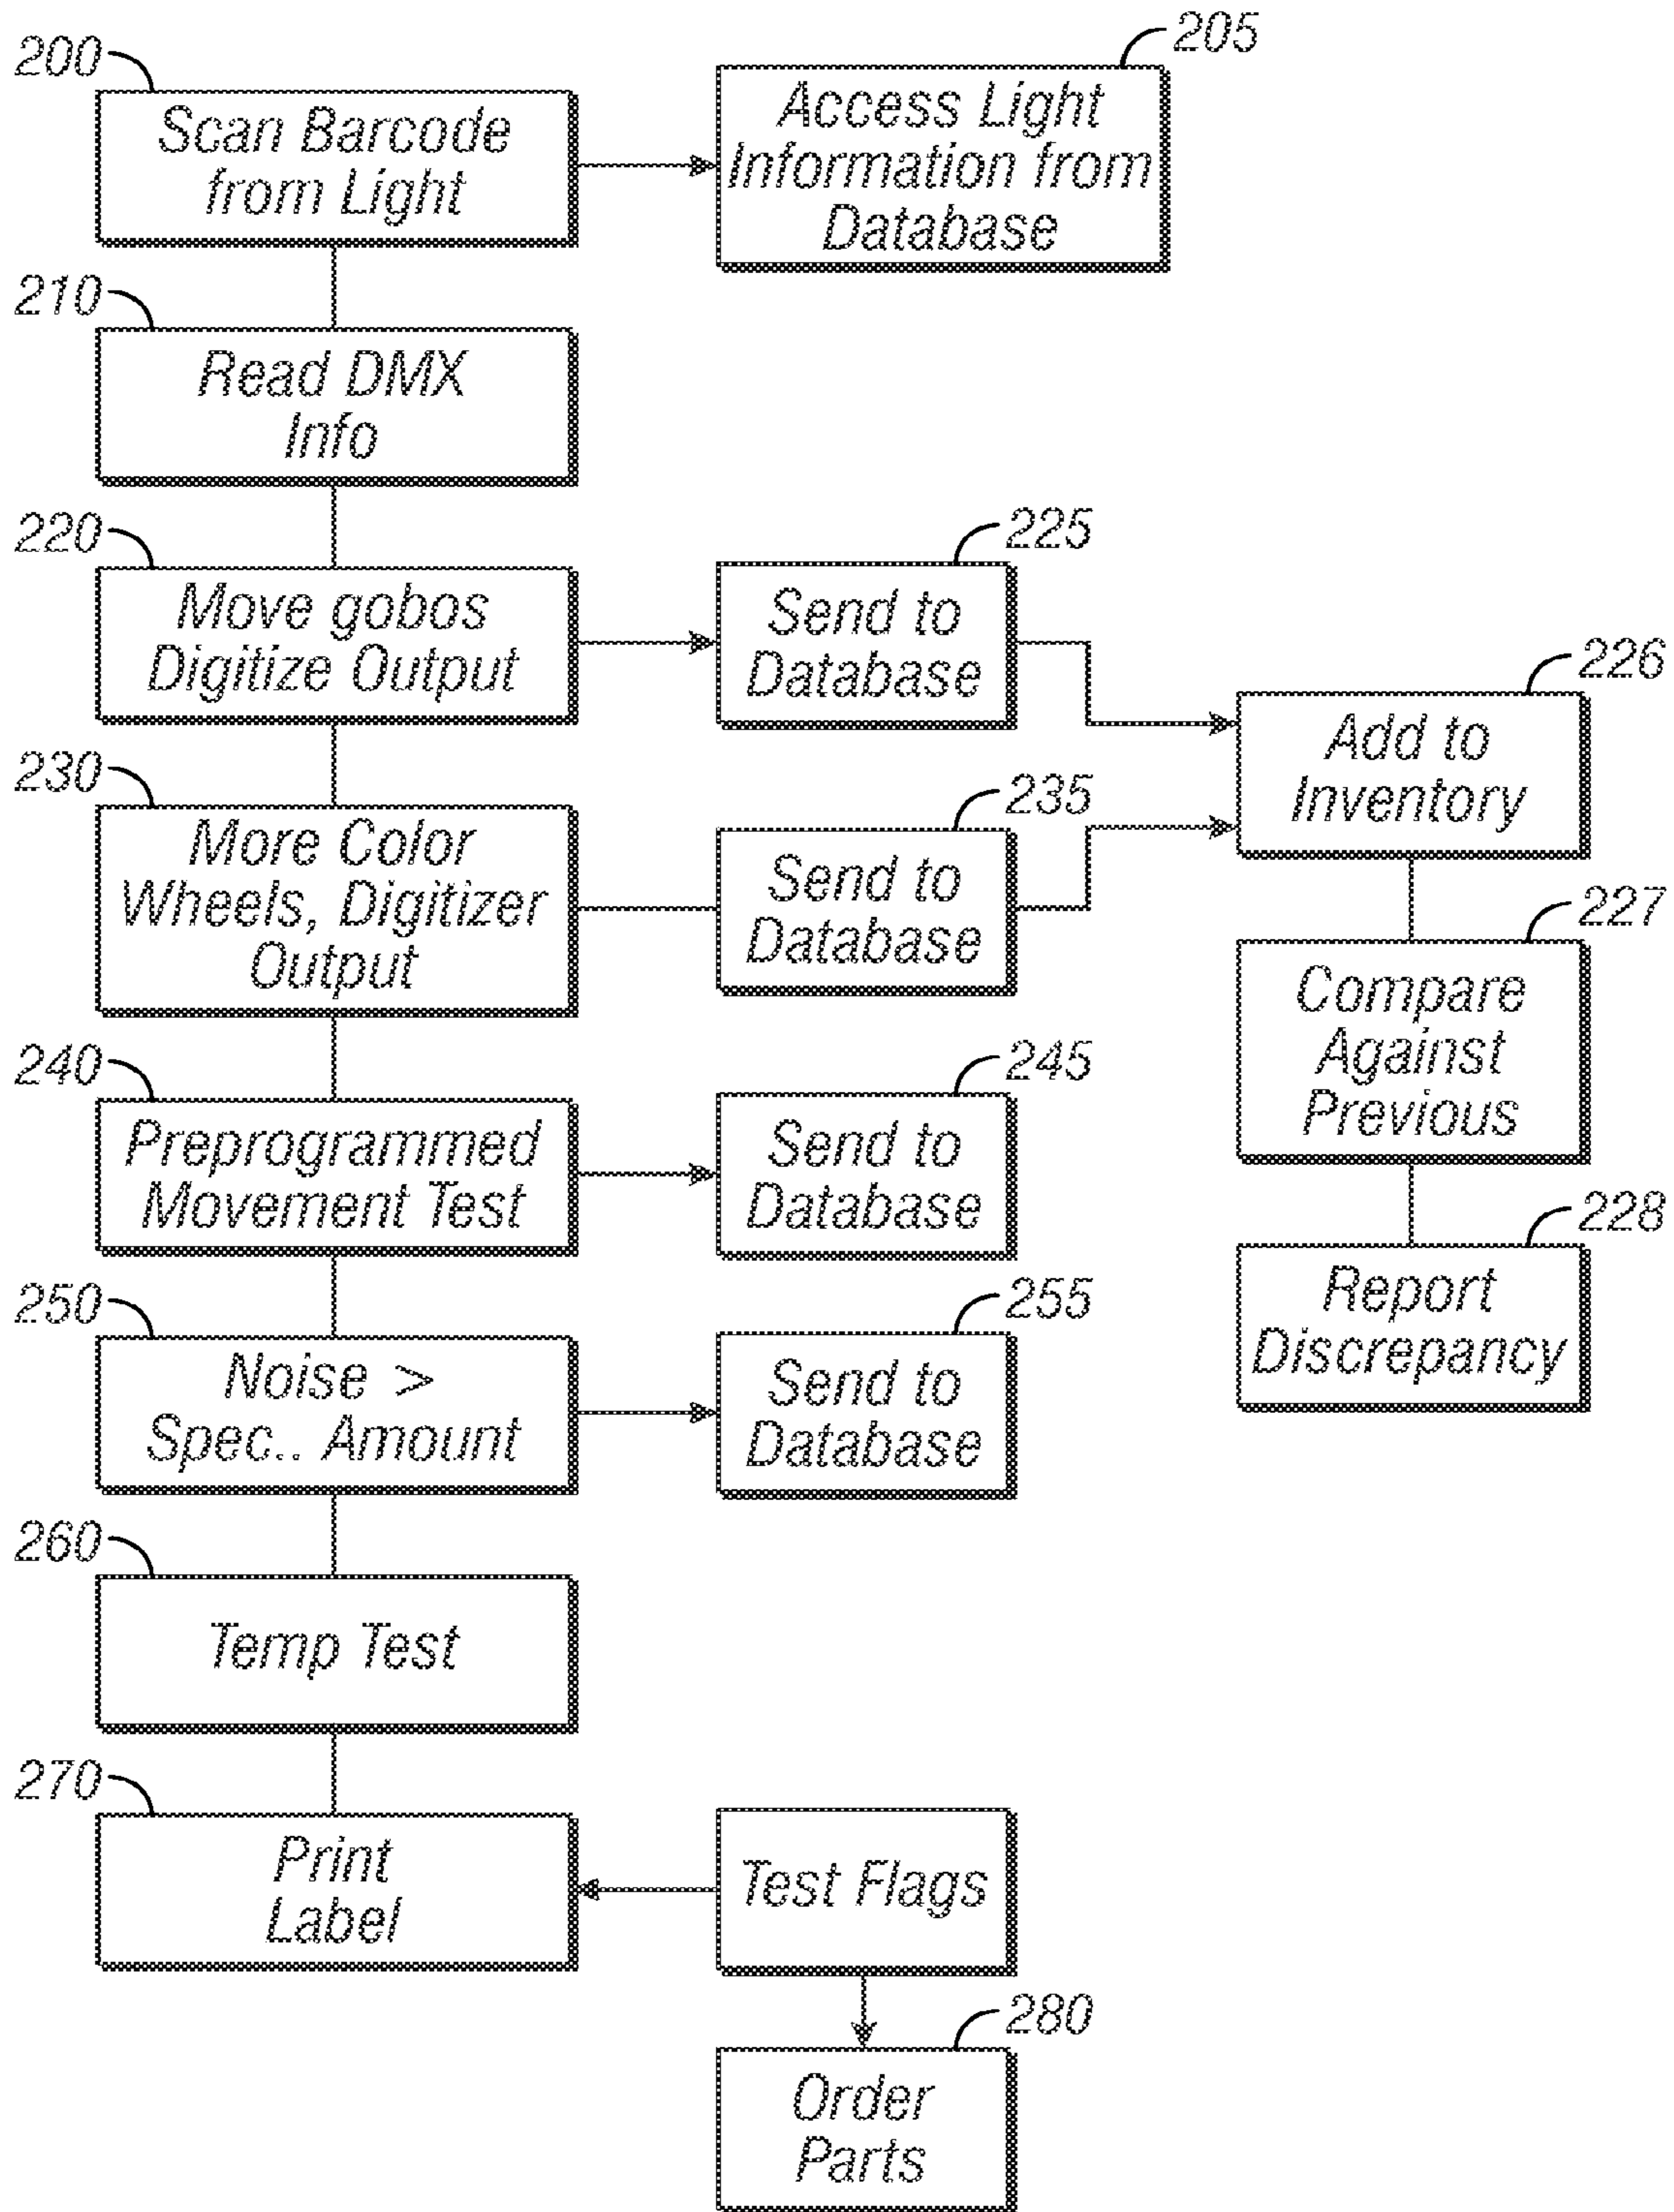 200
Scan Barcode
from Light
205
Access Light
Information from
Database
210
Read DMX
Info
220
Move gobos
Digitize Output
225
Send to
Database
226
Add to
Inventory
230
More Color
Wheels, Digitizer
Output
235
Send to
Database
227
Compare
Against
Previous
240
Preprogrammed
Movement Test
245
Send to
Database
228
Report
Discrepancy
250
Noise >
Spec.. Amount
255
Send to
Database
260
Temp Test
270
Print
Label
Test Flags
280
Order
Parts